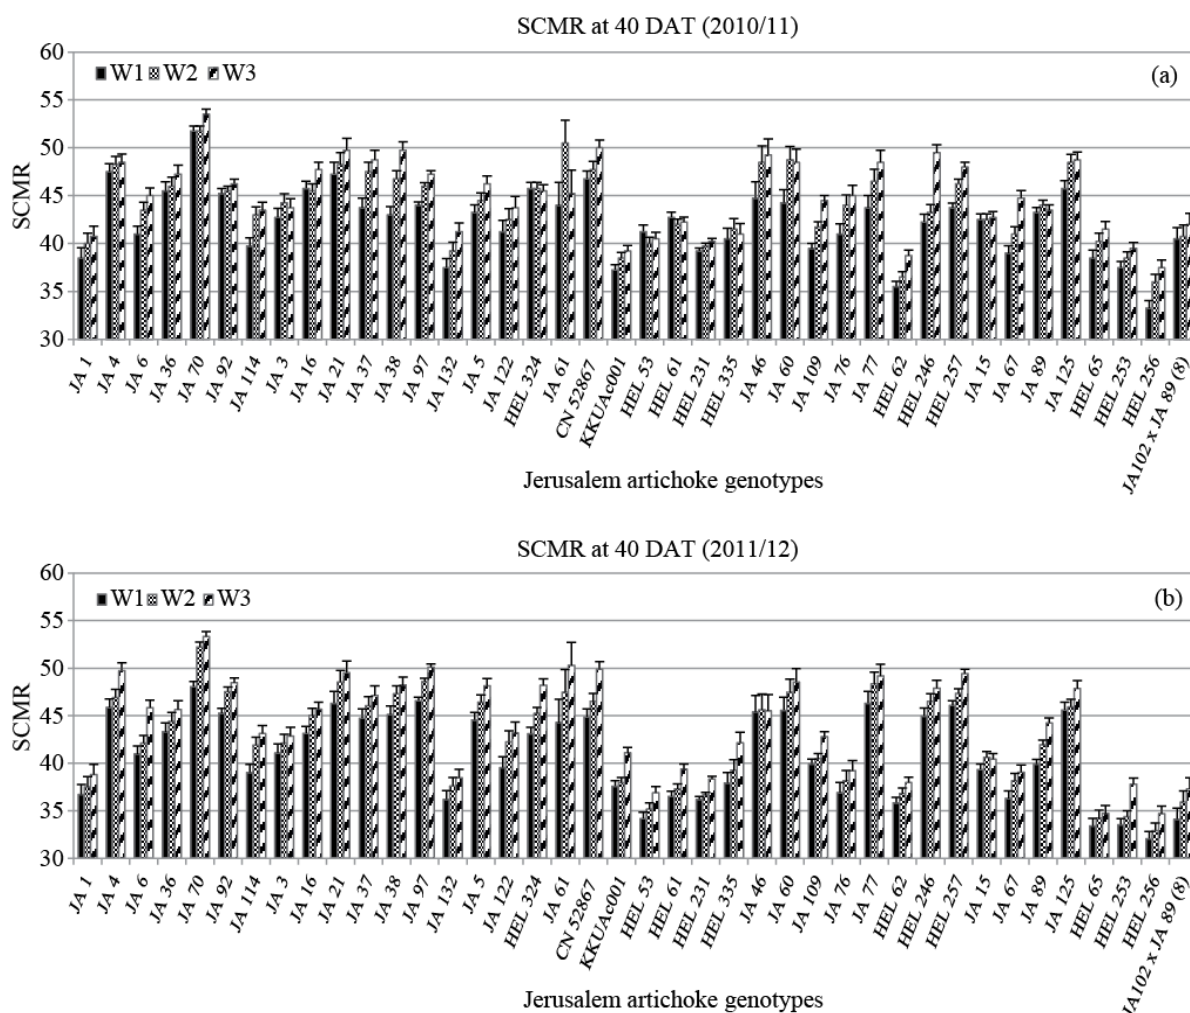 SCMR at 40 DAT (2010/11)
60
W1 W2 W3
(a)
55
50
45
40
35
30
SCMR
JA 1
JA 4
JA 6
JA 36
JA 70
JA 92
JA 114
JA 3
JA 16
JA 21
JA 37
JA 38
JA 97
JA 132
JA 5
JA 122
HEL 324
JA 61
CN 52867
KKUAc001
HEL 53
HEL 61
HEL 231
HEL 335
JA 46
JA 60
JA 109
JA 76
JA 77
HEL 62
HEL 246
HEL 257
JA 15
JA 67
JA 89
JA 125
HEL 65
HEL 253
HEL 256
JA102 x JA 89 (8)
Jerusalem artichoke genotypes
SCMR at 40 DAT (2011/12)
60
W1 W2 W3
(b)
55
50
45
40
35
30
SCMR
JA 1
JA 4
JA 6
JA 36
JA 70
JA 92
JA 114
JA 3
JA 16
JA 21
JA 37
JA 38
JA 97
JA 132
JA 5
JA 122
HEL 324
JA 61
CN 52867
KKUAc001
HEL 53
HEL 61
HEL 231
HEL 335
JA 46
JA 60
JA 109
JA 76
JA 77
HEL 62
HEL 246
HEL 257
JA 15
JA 67
JA 89
JA 125
HEL 65
HEL 253
HEL 256
JA102 x JA 89 (8)
Jerusalem artichoke genotypes